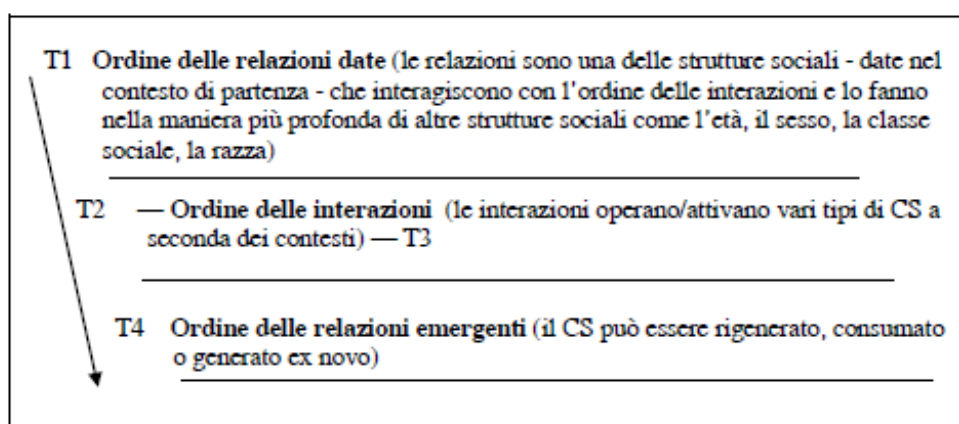 T1 Ordine delle relazioni date (le relazioni sono una delle strutture sociali - date nel
contesto di partenza - che interagiscono con l'ordine delle interazioni e lo fanno
nella maniera più profonda di altre strutture sociali come l'età, il sesso, la classe
sociale, la razza)
T2 — Ordine delle interazioni (le interazioni operano/attivano vari tipi di CS a
seconda dei contesti) — T3
T4 Ordine delle relazioni emergenti (il CS può essere rigenerato, consumato
o generato ex novo)